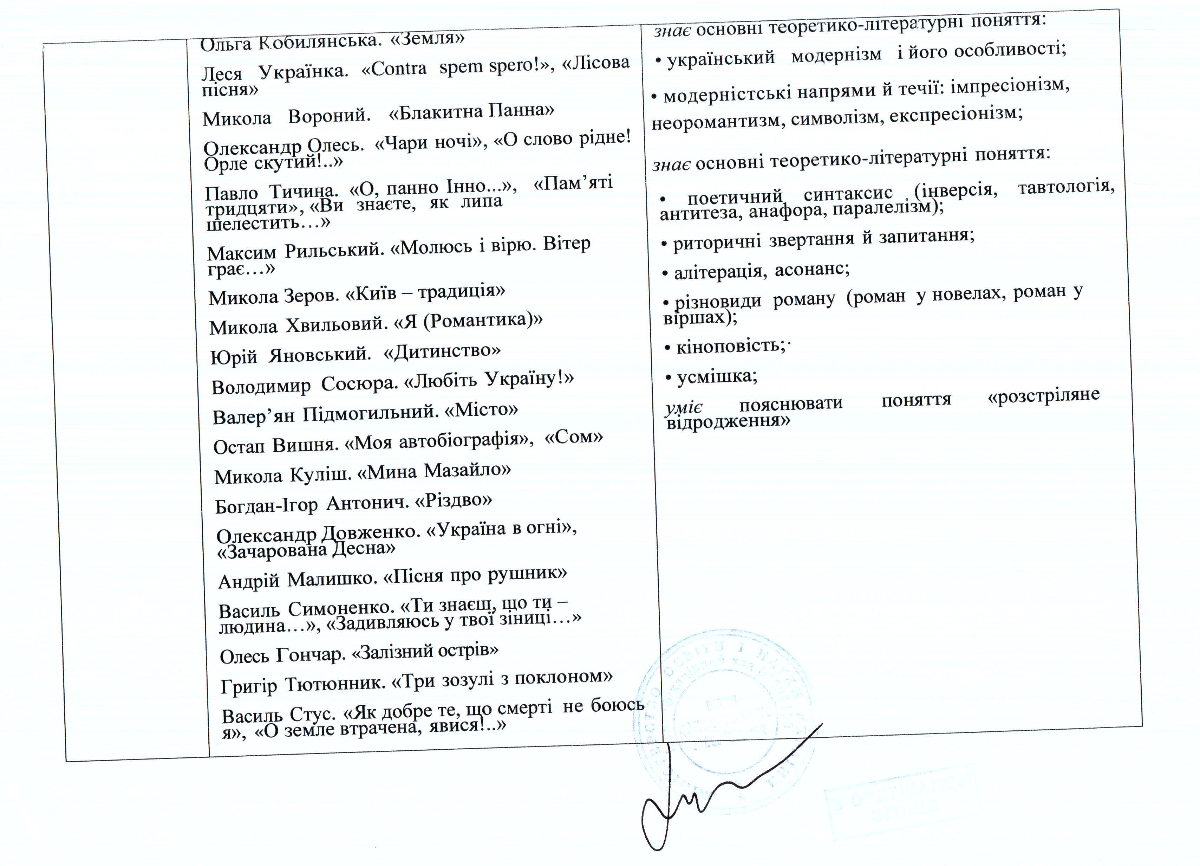 Ольга Кобилянська. «Земля»
Леся Українка. «Contra spem spero!», «Лісова
пісня»
Микола Вороний. «Блакитна Панна»
Олександр Олесь. «Чари ночі», «О слово рідне!
Орле скутий!..»
Павло Тичина. «О, панно Інно...», «Пам’яті
тридцяти», «Ви знаєте, як липа
шелестить…»
Максим Рильський. «Молюсь і вірю. Вітер
грає…»
Микола Зеров. «Київ – традиція»
Микола Хвильовий. «Я (Романтика)»
Юрій Яновський. «Дитинство»
Володимир Сосюра. «Любіть Україну!»
Валер’ян Підмогильний. «Місто»
Остап Вишня. «Моя автобіографія», «Сом»
Микола Куліш. «Мина Мазайло»
Богдан-Ігор Антонич. «Різдво»
Олександр Довженко. «Україна в огні»,
«Зачарована Десна»
Андрій Малишко. «Пісня про рушник»
Василь Симоненко. «Ти знаєш, що ти –
людина…», «Задивляюсь у твої зіниці…»
Олесь Гончар. «Залізний острів»
Григір Тютюнник. «Три зозулі з поклоном»
Василь Стус. «Як добре те, що смерті не боюсь
я», «О земле втрачена, явися!..»
знає основні теоретико-літературні поняття:
• український модернізм і його особливості;
• модерністські напрями й течії: імпресіонізм,
неоромантизм, символізм, експресіонізм;
знає основні теоретико-літературні поняття:
• поетичний синтаксис (інверсія, тавтологія,
антитеза, анафора, паралелізм);
• риторичні звертання й запитання;
• алітерація, асонанс;
• різновиди роману (роман у новелах, роман у
віршах);
• кіноповість;
• усмішка;
уміє пояснювати поняття «розстріляне
відродження»